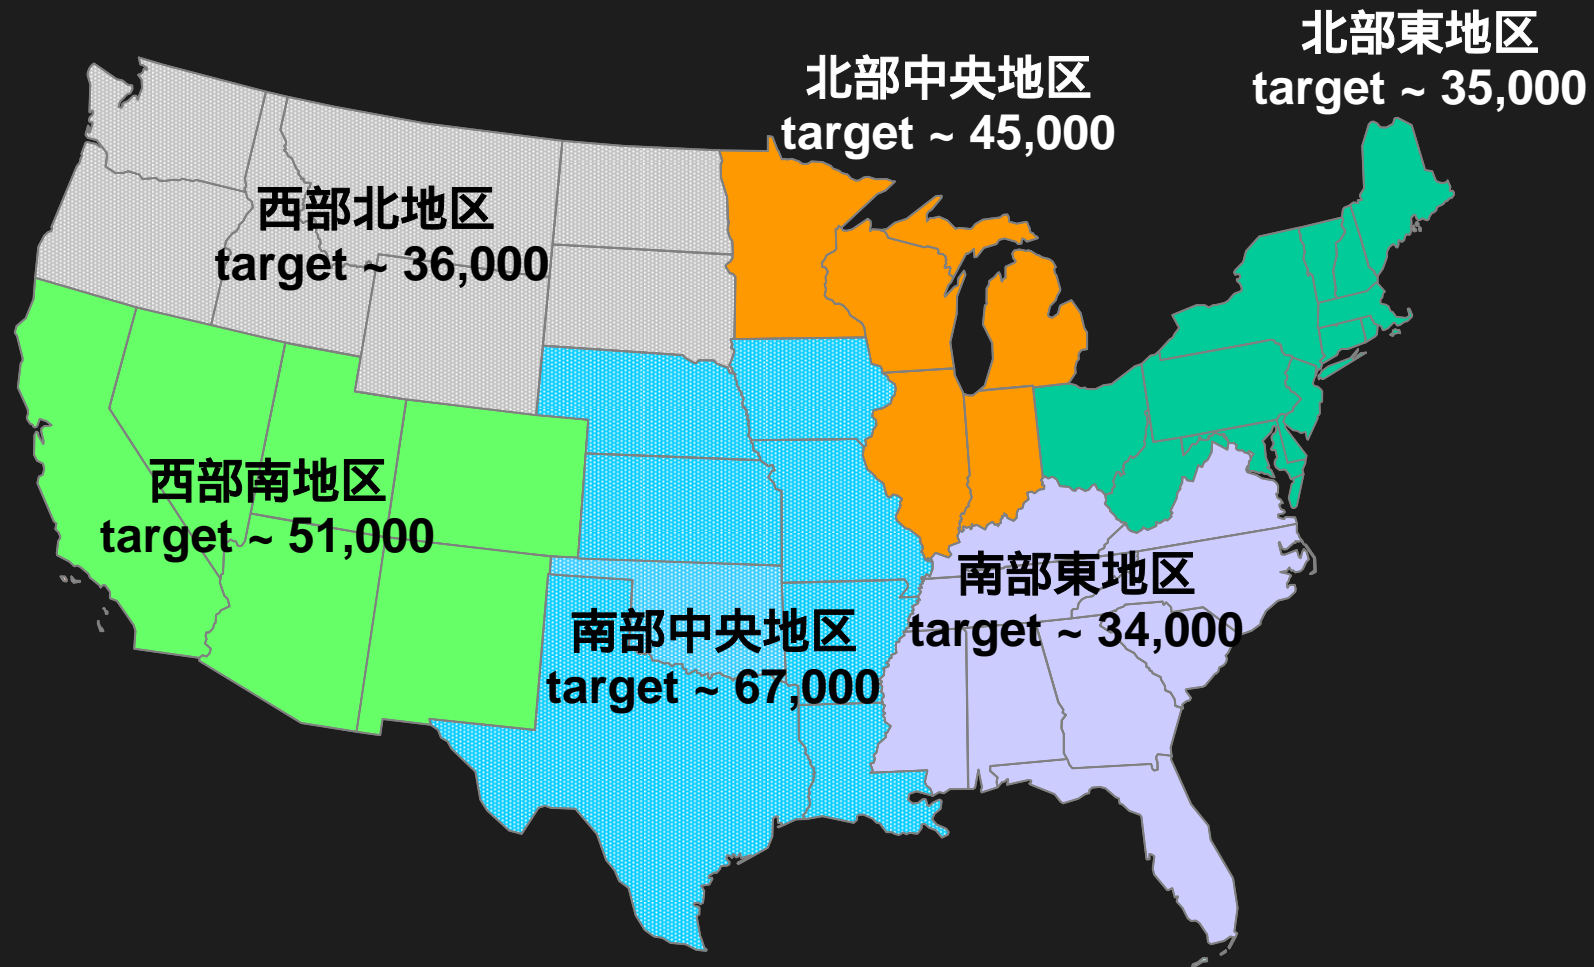 北部東地区
target ~ 35,000
北部中央地区
target ~ 45,000
西部北地区
target ~ 36,000
西部南地区
target ~ 51,000
南部東地区
target ~ 34,000
南部中央地区
target ~ 67,000